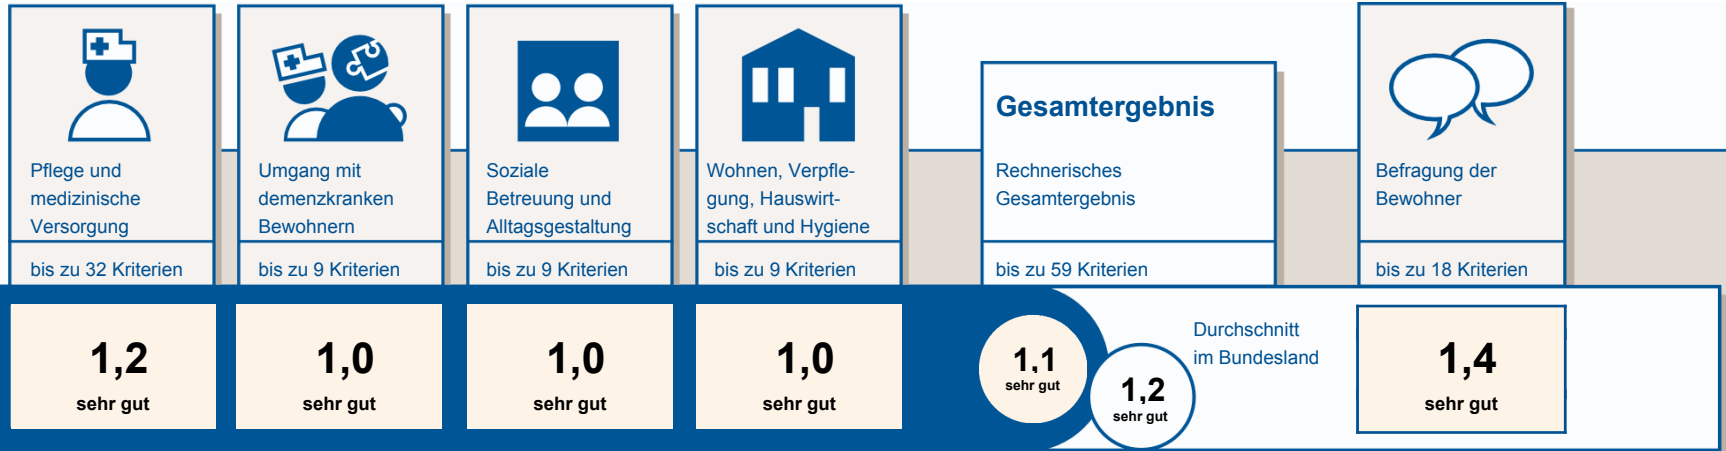 Pflege und
medizinische
Versorgung
bis zu 32 Kriterien
1,2
sehr gut
Umgang mit
demenzkranken
Bewohnern
bis zu 9 Kriterien
1,0
sehr gut
Soziale
Betreuung und
Alltagsgestaltung
bis zu 9 Kriterien
1,0
sehr gut
Wohnen, Verpfle-
gung, Hauswirt-
schaft und Hygiene
bis zu 9 Kriterien
1,0
sehr gut
Gesamtergebnis
Rechnerisches
Gesamtergebnis
bis zu 59 Kriterien
1,1
sehr gut
Durchschnitt
im Bundesland
1,2
sehr gut
Befragung der
Bewohner
bis zu 18 Kriterien
1,4
sehr gut